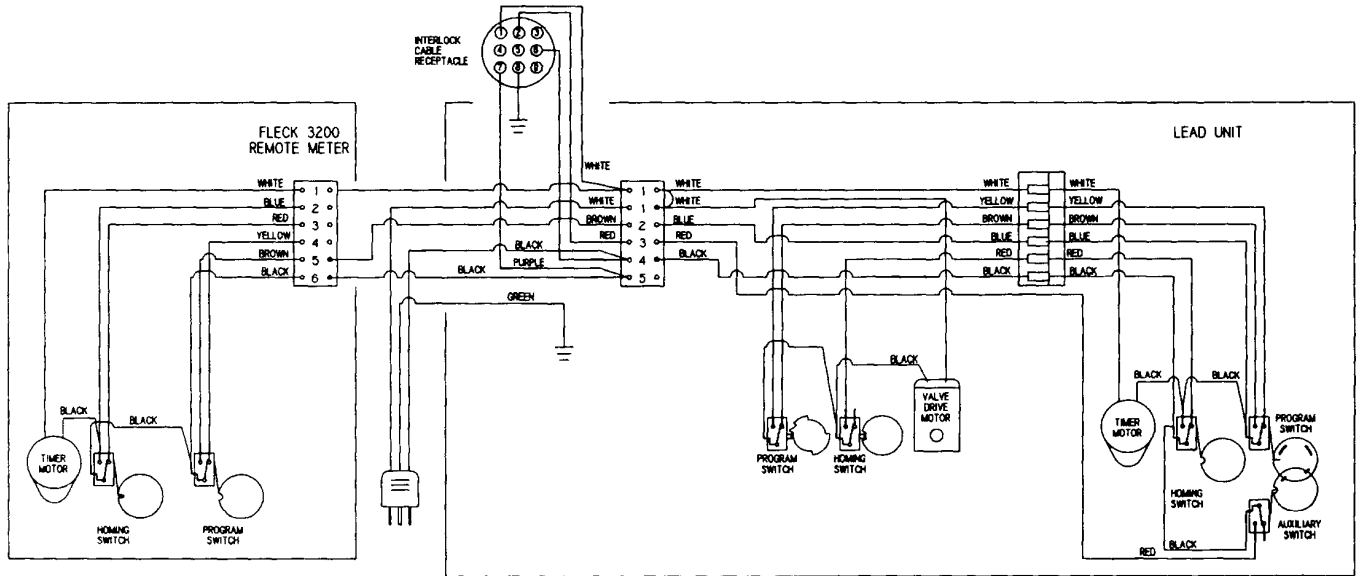 INTERLOCK
CABLE
RECEPTACLE
1 2 3
4 5 6
7 8 9
FLECK 3200
REMOTE METER
LEAD UNIT
WHITE
BLUE
RED
YELLOW
BROWN
BLACK
1
2
3
4
5
6
WHITE
WHITE
BROWN
RED
BLACK
PURPLE
BLACK
GREEN
1
1
2
3
4
5
WHITE
WHITE
BLUE
RED
BLACK
WHITE
YELLOW
BROWN
BLUE
RED
BLACK
WHITE
YELLOW
BROWN
BLUE
RED
BLACK
BLACK
BLACK
TIMER
MOTOR
HOMING
SWITCH
PROGRAM
SWITCH
BLACK
VALVE
DRIVE
MOTOR
PROGRAM
SWITCH
HOMING
SWITCH
BLACK
BLACK
TIMER
MOTOR
PROGRAM
SWITCH
HOMING
SWITCH
AUXILIARY
SWITCH
BLACK
RED